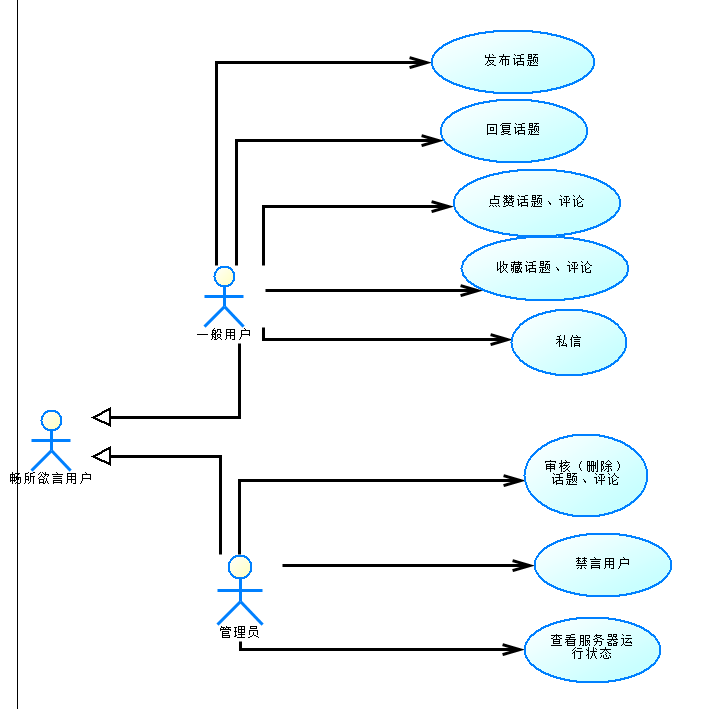 发布话题
回复话题
点赞话题、评论
收藏话题、评论
一般用户
私信
畅所欲言用户
审核（删除）
话题、评论
禁言用户
管理员
查看服务器运
行状态